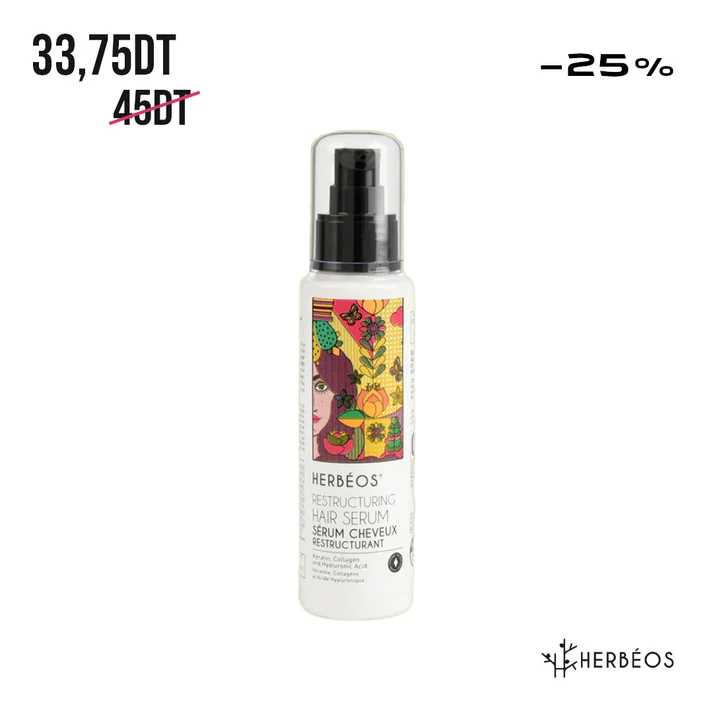 33,75DT
45DT
-25%
HERBÉOS®
RESTRUCTURING
HAIR SERUM
SÉRUM CHEVEUX
RESTRUCTURANT
Keratin, Collagen
and Hyaluronic Acid
Kératine, Collagène
et Acide Hyaluronique
HERBÉOS